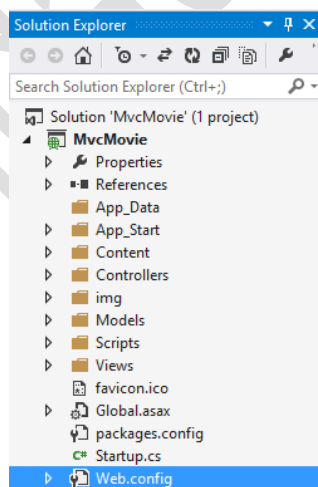 Solution Explorer
Search Solution Explorer (Ctrl+;)
Solution 'MvcMovie' (1 project)
MvcMovie
Properties
References
App_Data
App_Start
Content
Controllers
img
Models
Scripts
Views
favicon.ico
Global.asax
packages.config
C# Startup.cs
Web.config